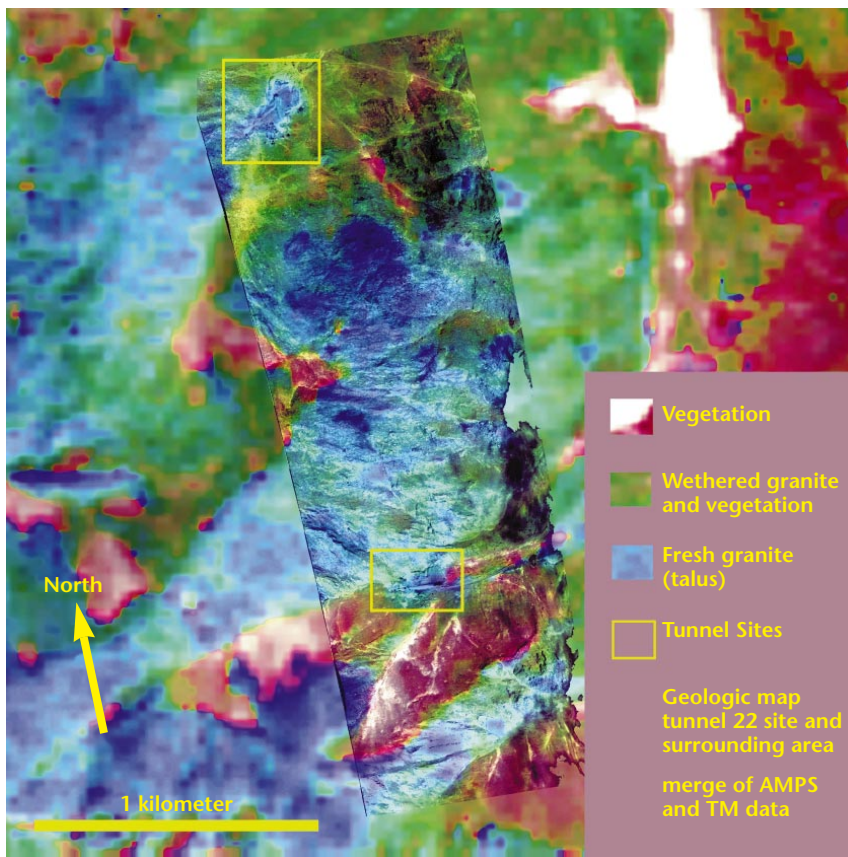 Vegetation
Wethered granite
and vegetation
Fresh granite
(talus)
North
Tunnel Sites
Geologic map
tunnel 22 site and
surrounding area
merge of AMPS
and TM data
1 kilometer